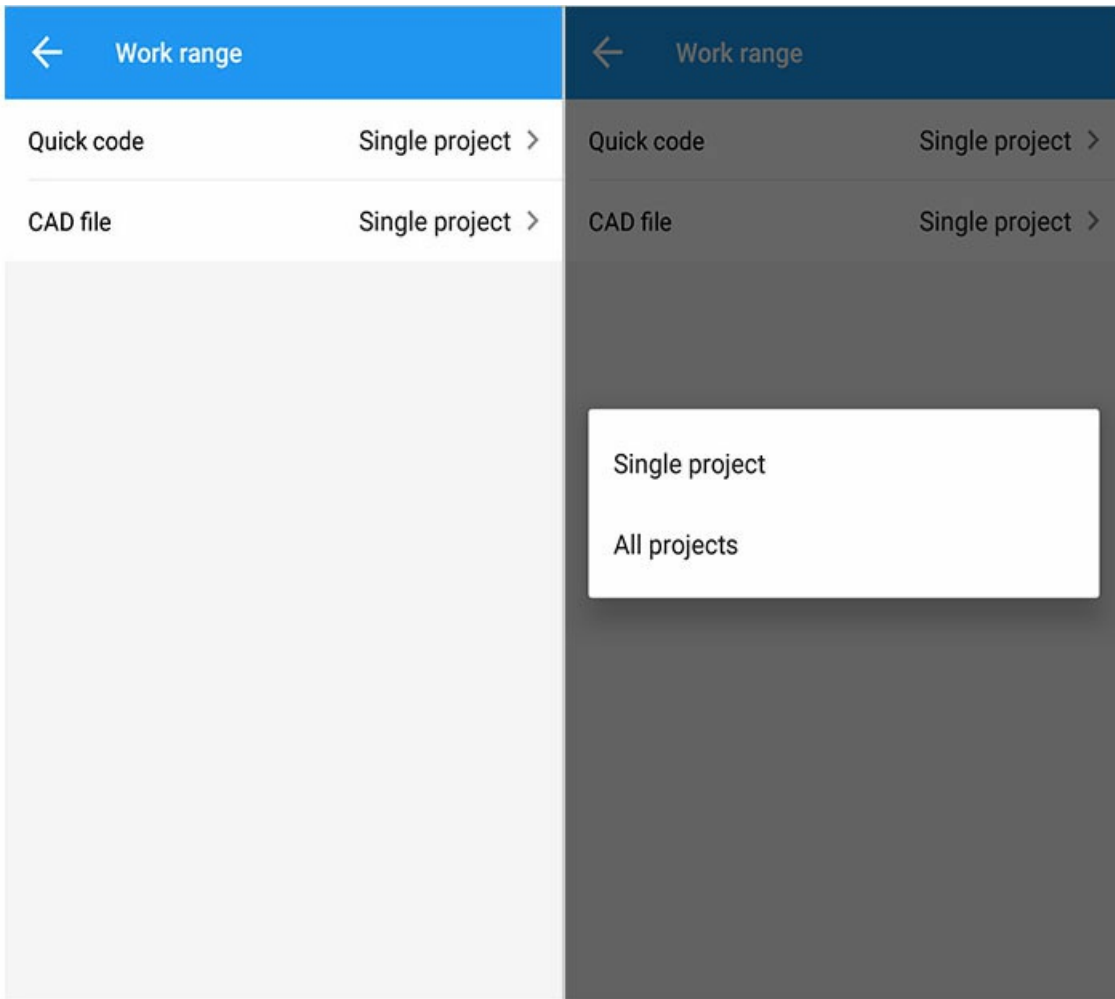 Work range
Quick code Single project
CAD file Single project
Work range
Quick code Single project
CAD file Single project
Single project
All projects